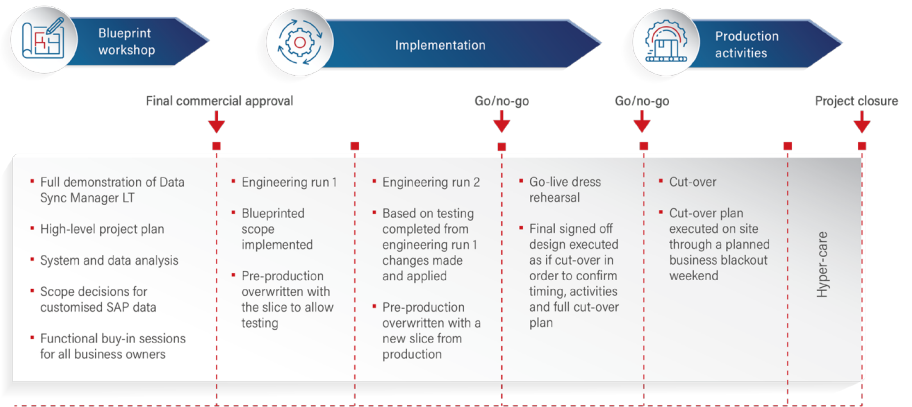 Blueprint
workshop
Implementation
Production
activities
Final commercial approval
Go/no-go
Go/no-go
Project closure
Full demonstration of Data
Sync Manager LT
High-level project plan
System and data analysis
Scope decisions for
customised SAP data
Functional buy-in sessions
for all business owners
Engineering run 1
Blueprinted
scope
implemented
Pre-production
overwritten with
the slice to allow
testing
Engineering run 2
Based on testing
completed from
engineering run 1
changes made
and applied
Pre-production
overwritten with a
new slice from
production
Go-live dress
rehearsal
Final signed off
design executed
as if cut-over in
order to confirm
timing, activities
and full cut-over
plan
Cut-over
Cut-over plan
executed on site
through a planned
business blackout
weekend
Hyper-care